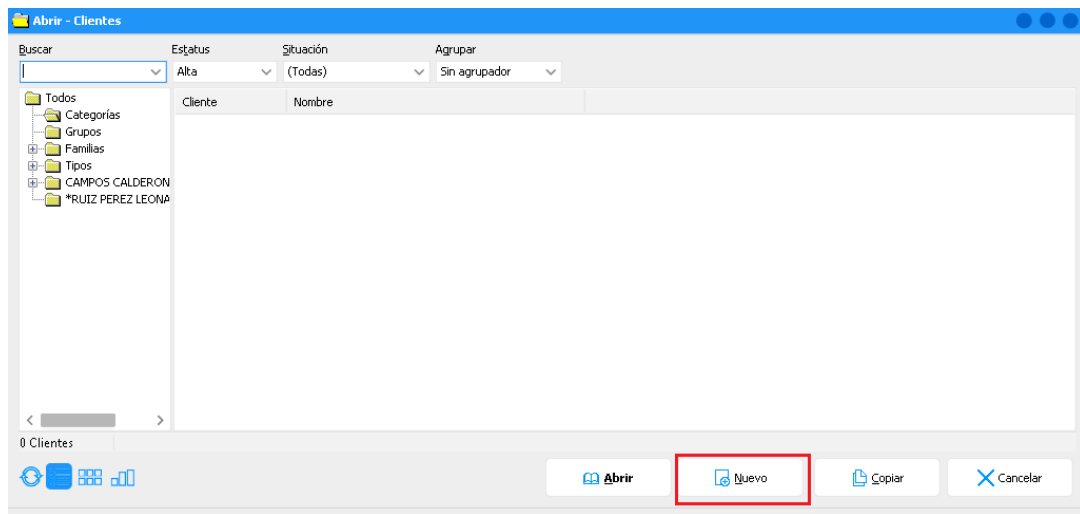 Abrir - Clientes
Buscar Estatus Situación Agrupar
Alta (Todas) Sin agrupador
Todos
Categorías
Grupos
Familias
Tipos
CAMPOS CALDERON
*RUIZ PEREZ LEONA
Cliente Nombre
0 Clientes
Abrir Nuevo Copiar Cancelar